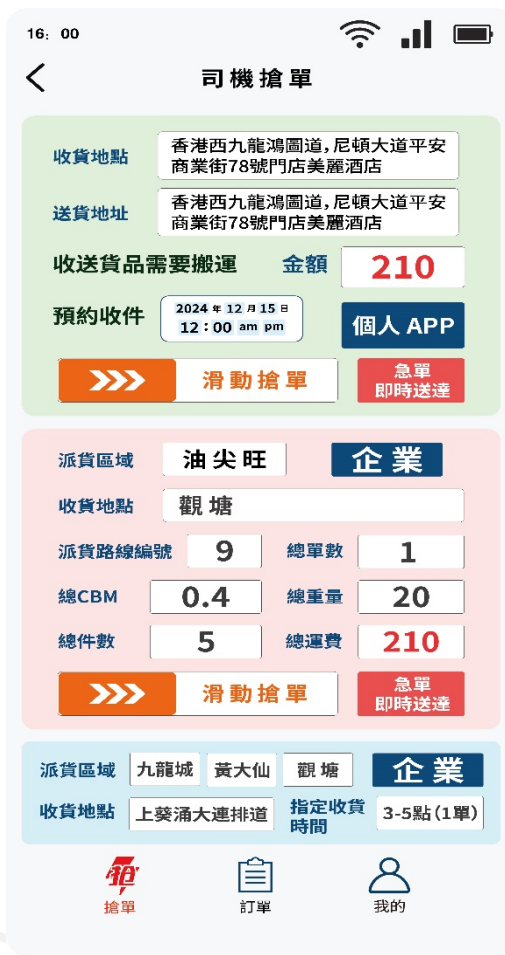 16: 00
司機搶單
收貨地點 香港西九龍鴻圖道,尼頓大道平安
商業街78號門店美麗酒店
送貨地址 香港西九龍鴻圖道,尼頓大道平安
商業街78號門店美麗酒店
收送貨品需要搬運 金額 210
預約收件 2024 年 12 月 15 日
12 : 00 am pm
個人 APP
滑動搶單 急單
即時送達
派貨區域 油尖旺 企業
收貨地點 觀塘
派貨路線編號 9 總單數 1
總CBM 0.4 總重量 20
總件數 5 總運費 210
滑動搶單 急單
即時送達
派貨區域 九龍城 黃大仙 觀塘 企業
收貨地點 上葵涌大連排道 指定收貨
時間 3-5點(1單)
搶
搶單 訂單 我的